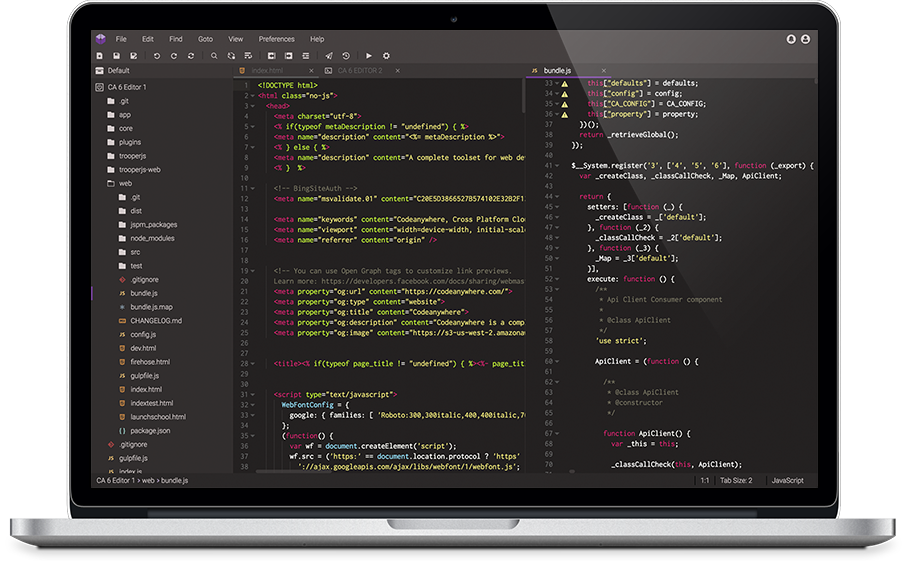 File Edit Find Goto View Preferences Help
Default
index.html × CA 6 EDITOR 2 × bundle.js ×
CA 6 Editor 1
.git
app
core
plugins
trooperjs
trooperjs-web
web
.git
dist
jspm_packages
node_modules
src
test
.gitignore
bundle.js
bundle.js.map
CHANGELOG.md
config.js
dev.html
firehose.html
gulpfile.js
index.html
indextest.html
launchschool.html
package.json
.gitignore
gulpfile.js
index.js
1 <!DOCTYPE html>
2 <html class="no-js">
3 <head>
4 <meta charset="utf-8">
5 <% if(typeof metaDescription != "undefined") { %>
6 <meta name="description" content="<%= metaDescription %>">
7 <% } else { %>
8 <meta name="description" content="A complete toolset for web de
9 <% } %>
10
11 <!-- BingSiteAuth -->
12 <meta name="msvalidate.01" content="C20E5D3866527B574102E32B2F1
13
14 <meta name="keywords" content="Codeanywhere, Cross Platform Clo
15 <meta name="viewport" content="width=device-width, initial-scale
16 <meta name="referrer" content="origin" />
17
18
19 <!-- You can use Open Graph tags to customize link previews.
20 Learn more: https://developers.facebook.com/docs/sharing/webmas
21 <meta property="og:url" content="https://codeanywhere.com/">
22 <meta property="og:type" content="website">
23 <meta property="og:title" content="Codeanywhere">
24 <meta property="og:description" content="Codeanywhere is a comp
25 <meta property="og:image" content="https://s3-us-west-2.amazona
26
27
28 <title><% if(typeof page_title != "undefined") { %><%- page_tit
29
30
31 <script type="text/javascript">
32 WebFontConfig = {
33 google: { families: [ 'Roboto:300,300italic,400,400italic,70
34 };
35 (function() {
36 var wf = document.createElement('script');
37 wf.src = ('https:' == document.location.protocol ? 'https'
38 '://ajax.googleapis.com/ajax/libs/webfont/1/webfont.js';
33 this["defaults"] = defaults;
34 this["config"] = config;
35 this["CA_CONFIG"] = CA_CONFIG;
36 this["property"] = property;
37 })();
38 return _retrieveGlobal();
39 });
40
41 $__System.register('3', ['4', '5', '6'], function (_export) {
42 var _createClass, _classCallCheck, _Map, ApiClient;
43
44 return {
45 setters: [function (_) {
46 _createClass = _['default'];
47 }, function (_2) {
48 _classCallCheck = _2['default'];
49 }, function (_3) {
50 _Map = _3['default'];
51 }],
52 execute: function () {
53 /**
54 * Api Client Consumer component
55 *
56 * @class ApiClient
57 */
58 'use strict';
59
60 ApiClient = (function () {
61
62 /**
63 * @class ApiClient
64 * @constructor
65 */
66
67 function ApiClient() {
68 var _this = this;
69
70 _classCallCheck(this, ApiClient);
CA 6 Editor 1 > web > bundle.js 1:1 Tab Size: 2 JavaScript